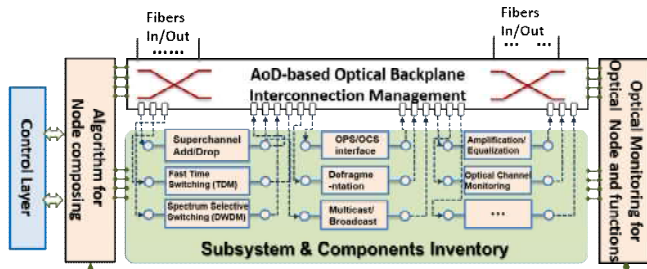 Fibers
In/Out
... ...
Fibers
In/Out
... ...
AoD-based Optical Backplane
Interconnection Management
Control Layer
Algorithm for
Node composing
Superchannel
Add/Drop
Fast Time
Switching (TDM)
Spectrum Selective
Switching (DWDM)
OPS/OCS
interface
Defragme
-ntation
Multicast/
Broadcast
Amplification/
Equalization
Optical Channel
Monitoring
...
Subsystem & Components Inventory
Optical Monitoring for
Optical Node and functions